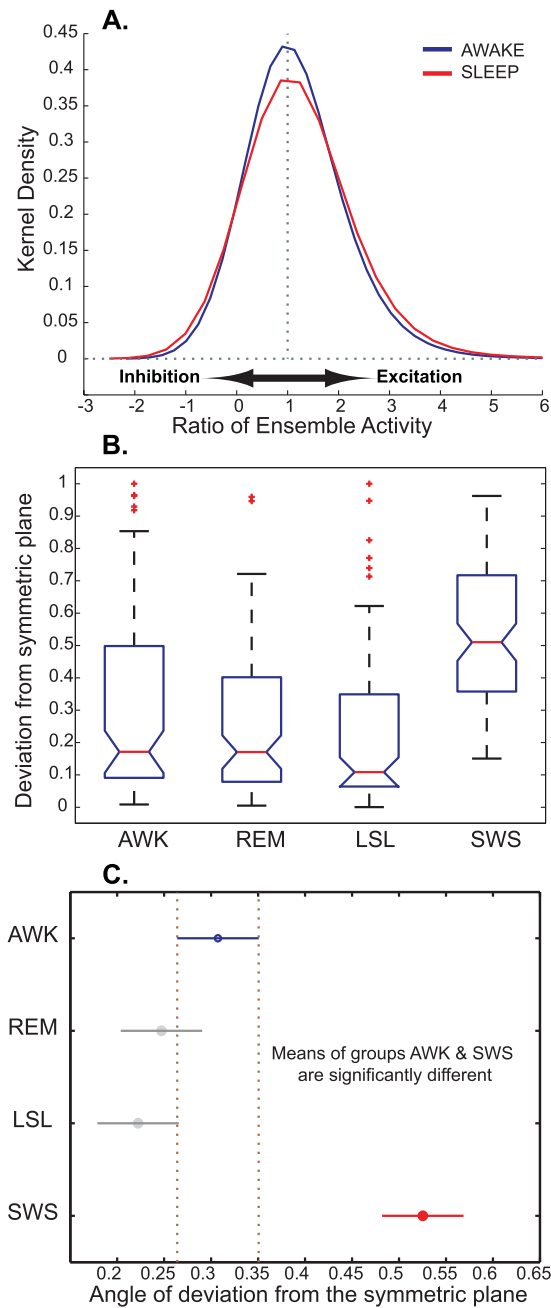 A.
0.45
0.4
0.35
0.3
0.25
0.2
0.15
0.1
0.05
0
Kernel Density
AWAKE
SLEEP
Inhibition
Excitation
-3 -2 -1 0 1 2 3 4 5 6
Ratio of Ensemble Activity
B.
1
0.9
0.8
0.7
0.6
0.5
0.4
0.3
0.2
0.1
0
Deviation from symmetric plane
AWK REM LSL SWS
C.
AWK
REM
LSL
SWS
Means of groups AWK & SWS
are significantly different
0.2 0.25 0.3 0.35 0.4 0.45 0.5 0.55 0.6 0.65
Angle of deviation from the symmetric plane